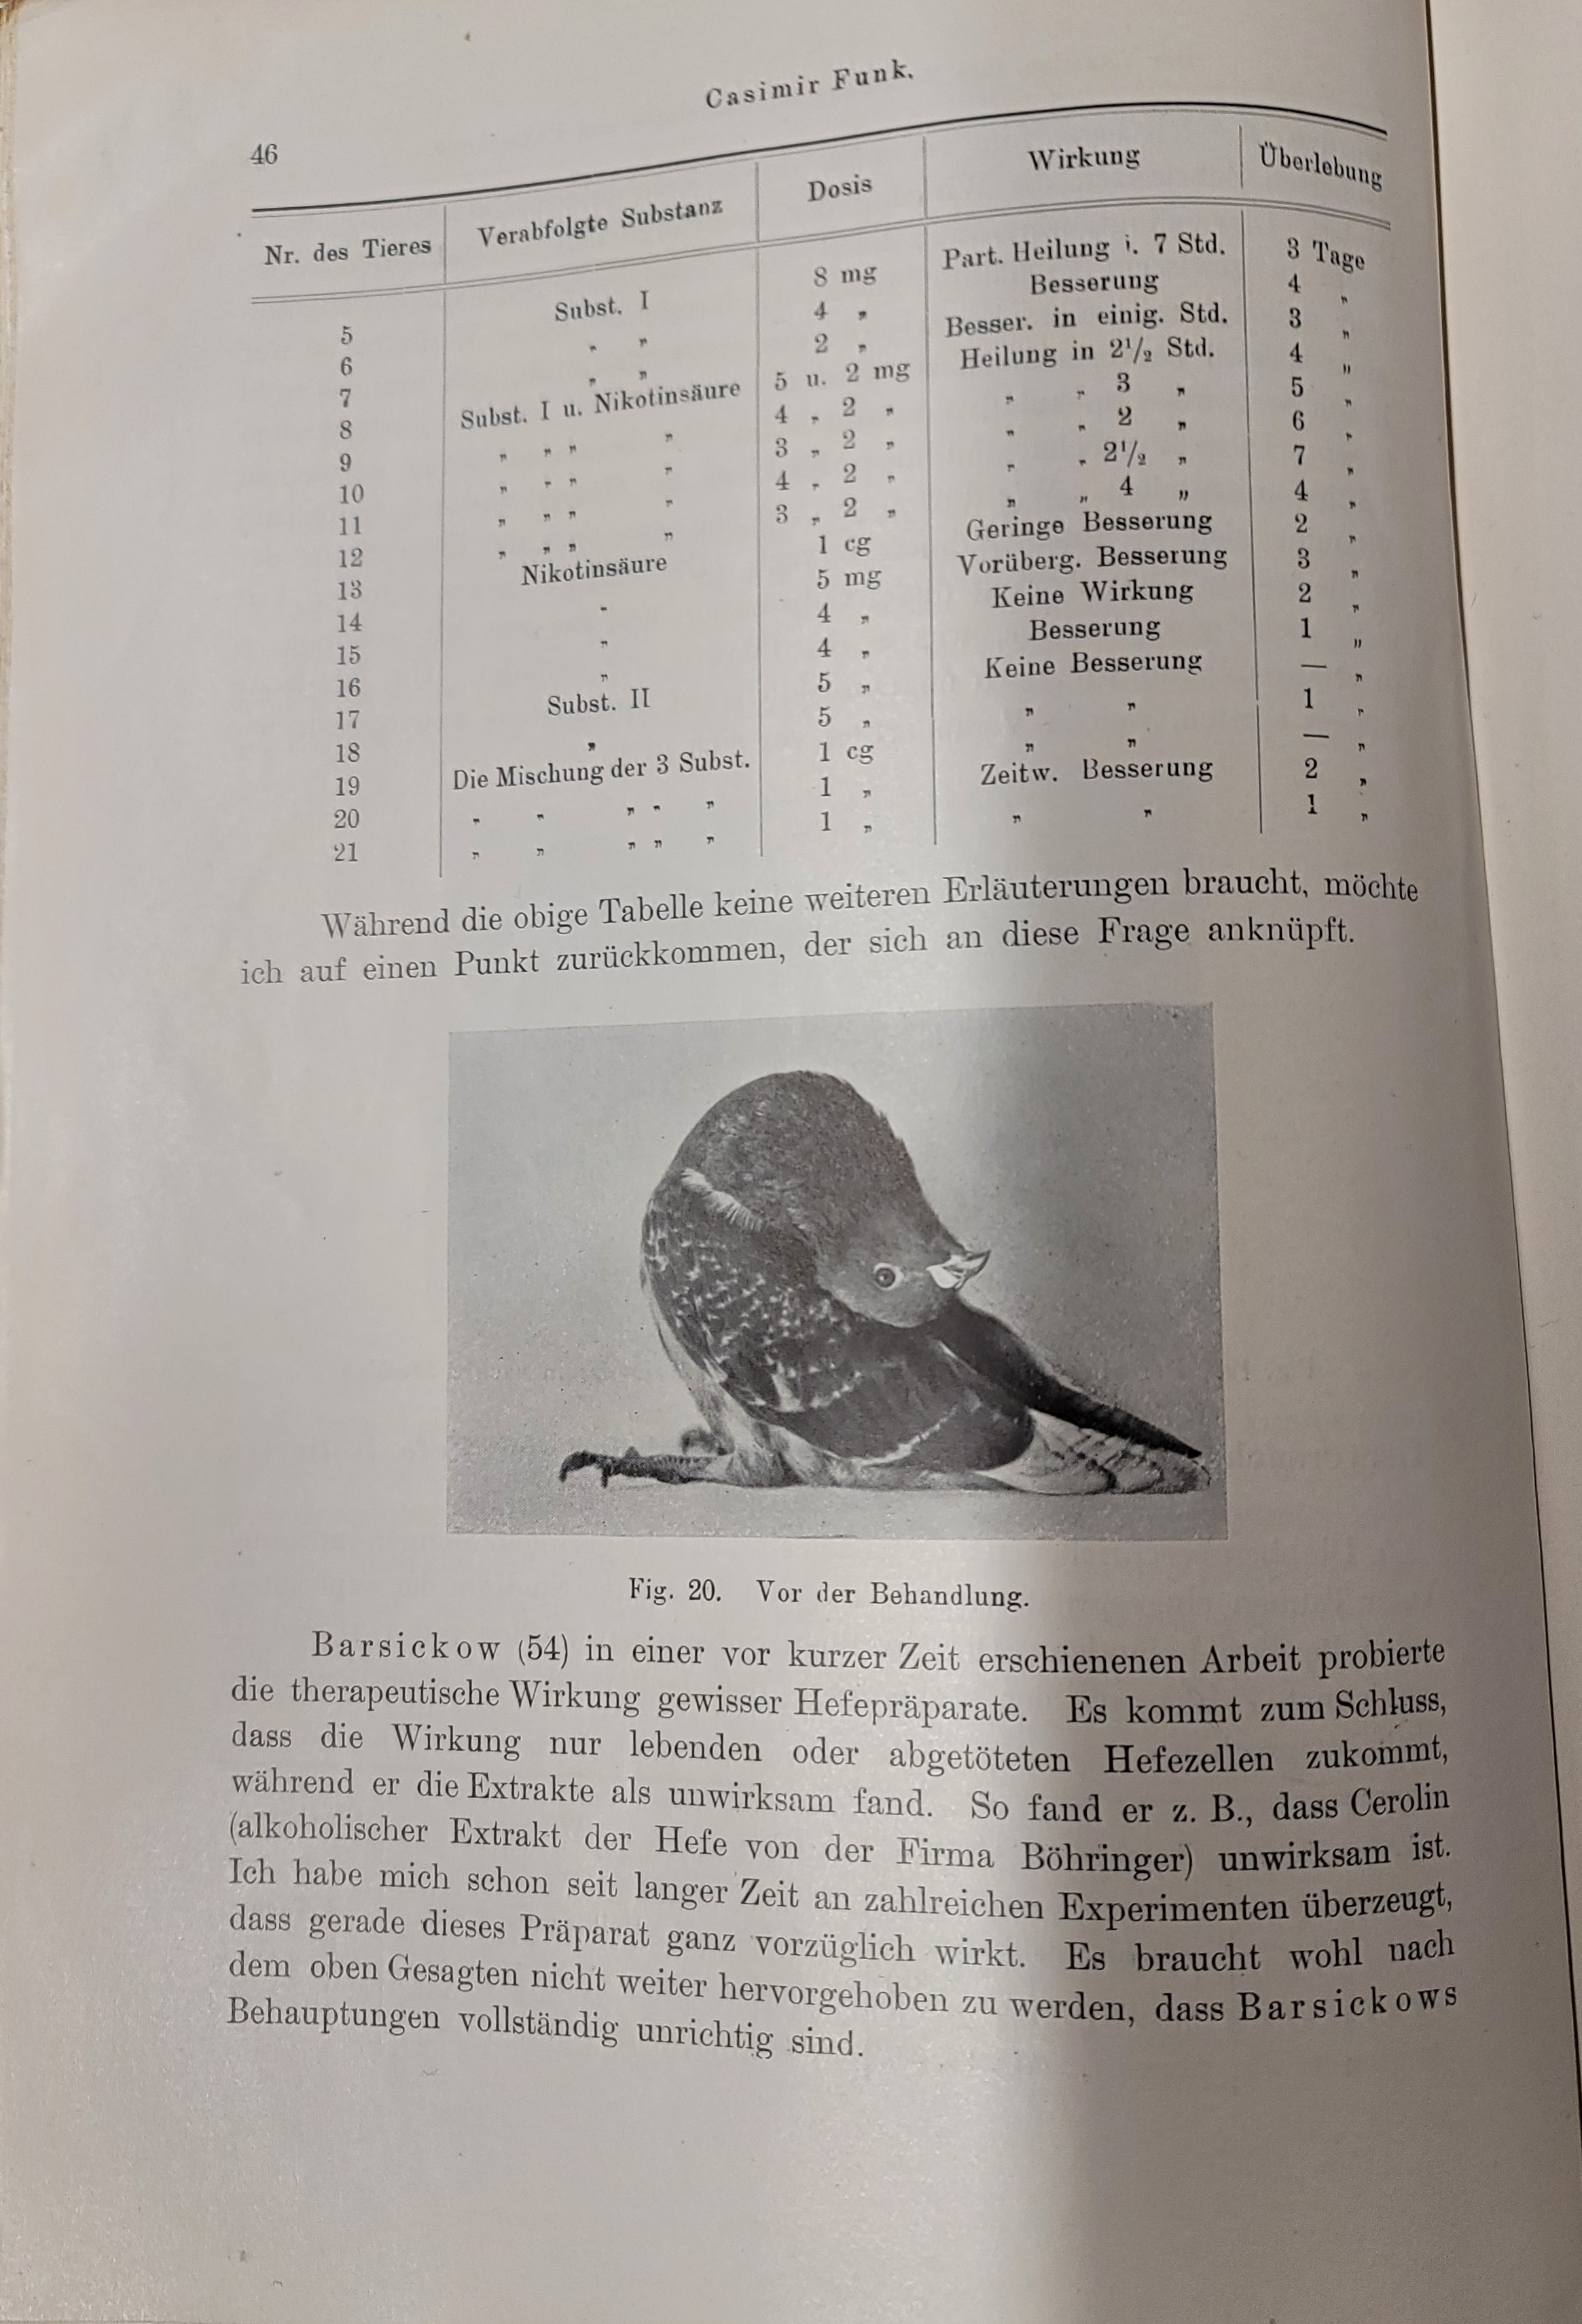 Casimir Funk.
46
Nr. des Tieres Verabfolgte Substanz Dosis Wirkung Überlebung
5 Subst. I 8 mg Part. Heilung i. 7 Std. 3 Tage
6 „ „ 4 „ Besserung 4 „
7 „ „ 2 „ Besser. in einig. Std. 3 „
8 Subst. I u. Nikotinsäure 5 u. 2 mg Heilung in 2¹/₂ Std. 4 „
9 „ „ „ „ 4 „ 2 „ „ „ 3 „ 5 „
10 „ „ „ „ 3 „ 2 „ „ „ 2 „ 6 „
11 „ „ „ „ 4 „ 2 „ „ „ 2¹/₂ „ 7 „
12 „ „ „ „ 3 „ 2 „ „ „ 4 „ 4 „
13 Nikotinsäure 1 cg Geringe Besserung 2 „
14 „ 5 mg Vorüberg. Besserung 3 „
15 „ 4 „ Keine Wirkung 2 „
16 „ 4 „ Besserung 1 „
17 Subst. II 5 „ Keine Besserung — „
18 „ 5 „ „ „ 1 „
19 Die Mischung der 3 Subst. 1 cg „ „ — „
20 „ „ „ „ „ 1 „ Zeitw. Besserung 2 „
21 „ „ „ „ „ 1 „ „ „ 1 „
Während die obige Tabelle keine weiteren Erläuterungen braucht, möchte
ich auf einen Punkt zurückkommen, der sich an diese Frage anknüpft.
Fig. 20. Vor der Behandlung.
Barsickow (54) in einer vor kurzer Zeit erschienenen Arbeit probierte
die therapeutische Wirkung gewisser Hefepräparate. Es kommt zum Schluss,
dass die Wirkung nur lebenden oder abgetöteten Hefezellen zukommt,
während er die Extrakte als unwirksam fand. So fand er z. B., dass Cerolin
(alkoholischer Extrakt der Hefe von der Firma Böhringer) unwirksam ist.
Ich habe mich schon seit langer Zeit an zahlreichen Experimenten überzeugt,
dass gerade dieses Präparat ganz vorzüglich wirkt. Es braucht wohl nach
dem oben Gesagten nicht weiter hervorgehoben zu werden, dass Barsickows
Behauptungen vollständig unrichtig sind.